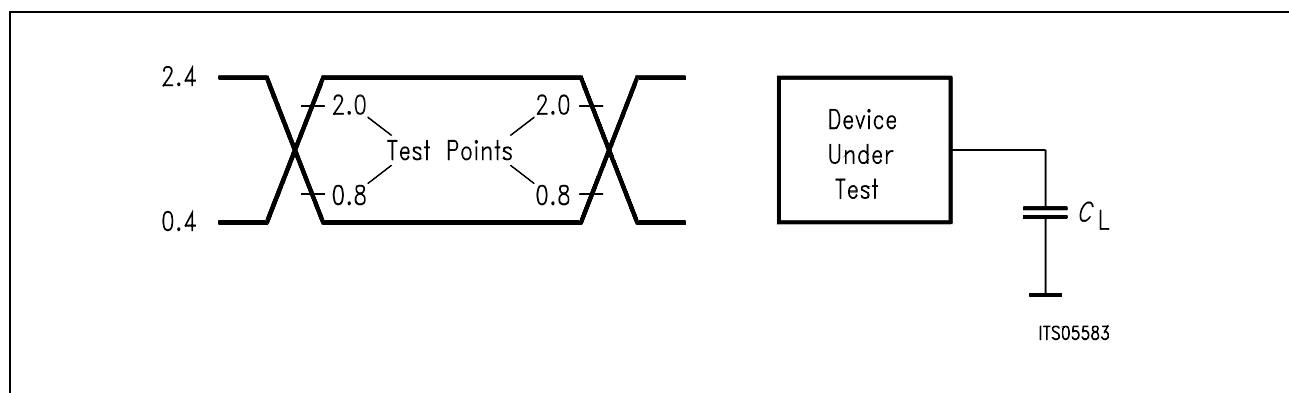 2.4
2.0
2.0
Test Points
0.8
0.8
0.4
Device
Under
Test
C L
ITS05583